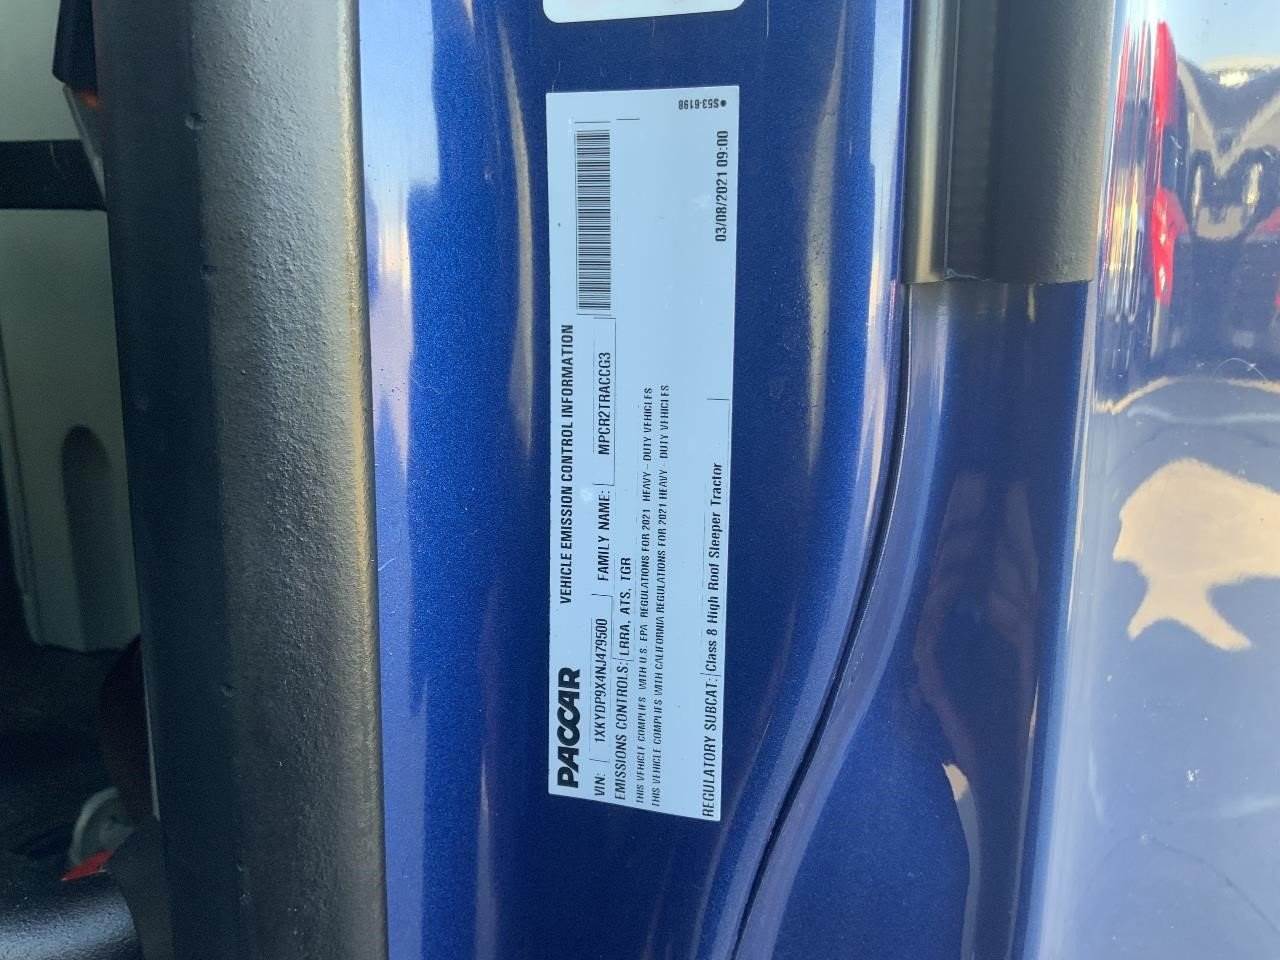 S53-6198
PACCAR
VEHICLE EMISSION CONTROL INFORMATION
VIN: 1XKYDP9X4NJ479500 FAMILY NAME: MPCR2TRACCG3
EMISSIONS CONTROLS: LRRA, ATS, TGR
THIS VEHICLE COMPLIES WITH U.S. EPA REGULATIONS FOR 2021 HEAVY - DUTY VEHICLES
THIS VEHICLE COMPLIES WITH CALIFORNIA REGULATIONS FOR 2021 HEAVY - DUTY VEHICLES
REGULATORY SUBCAT: Class 8 High Roof Sleeper Tractor
03/08/2021 09:00